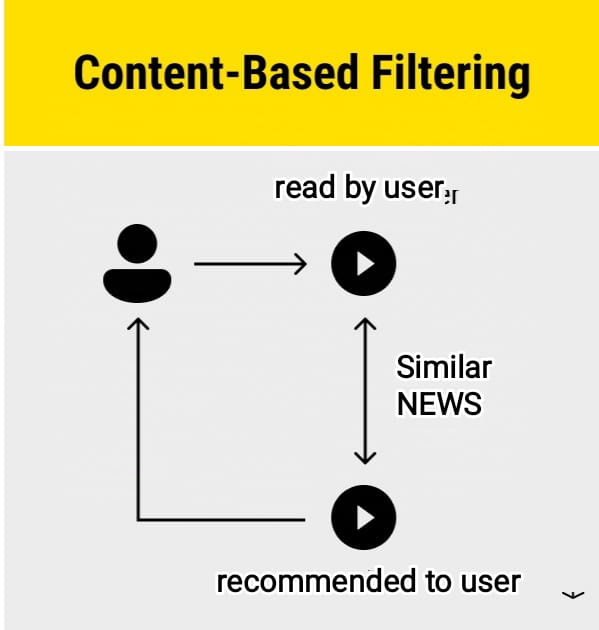 Content-Based Filtering
read by user
Similar
NEWS
recommended to user